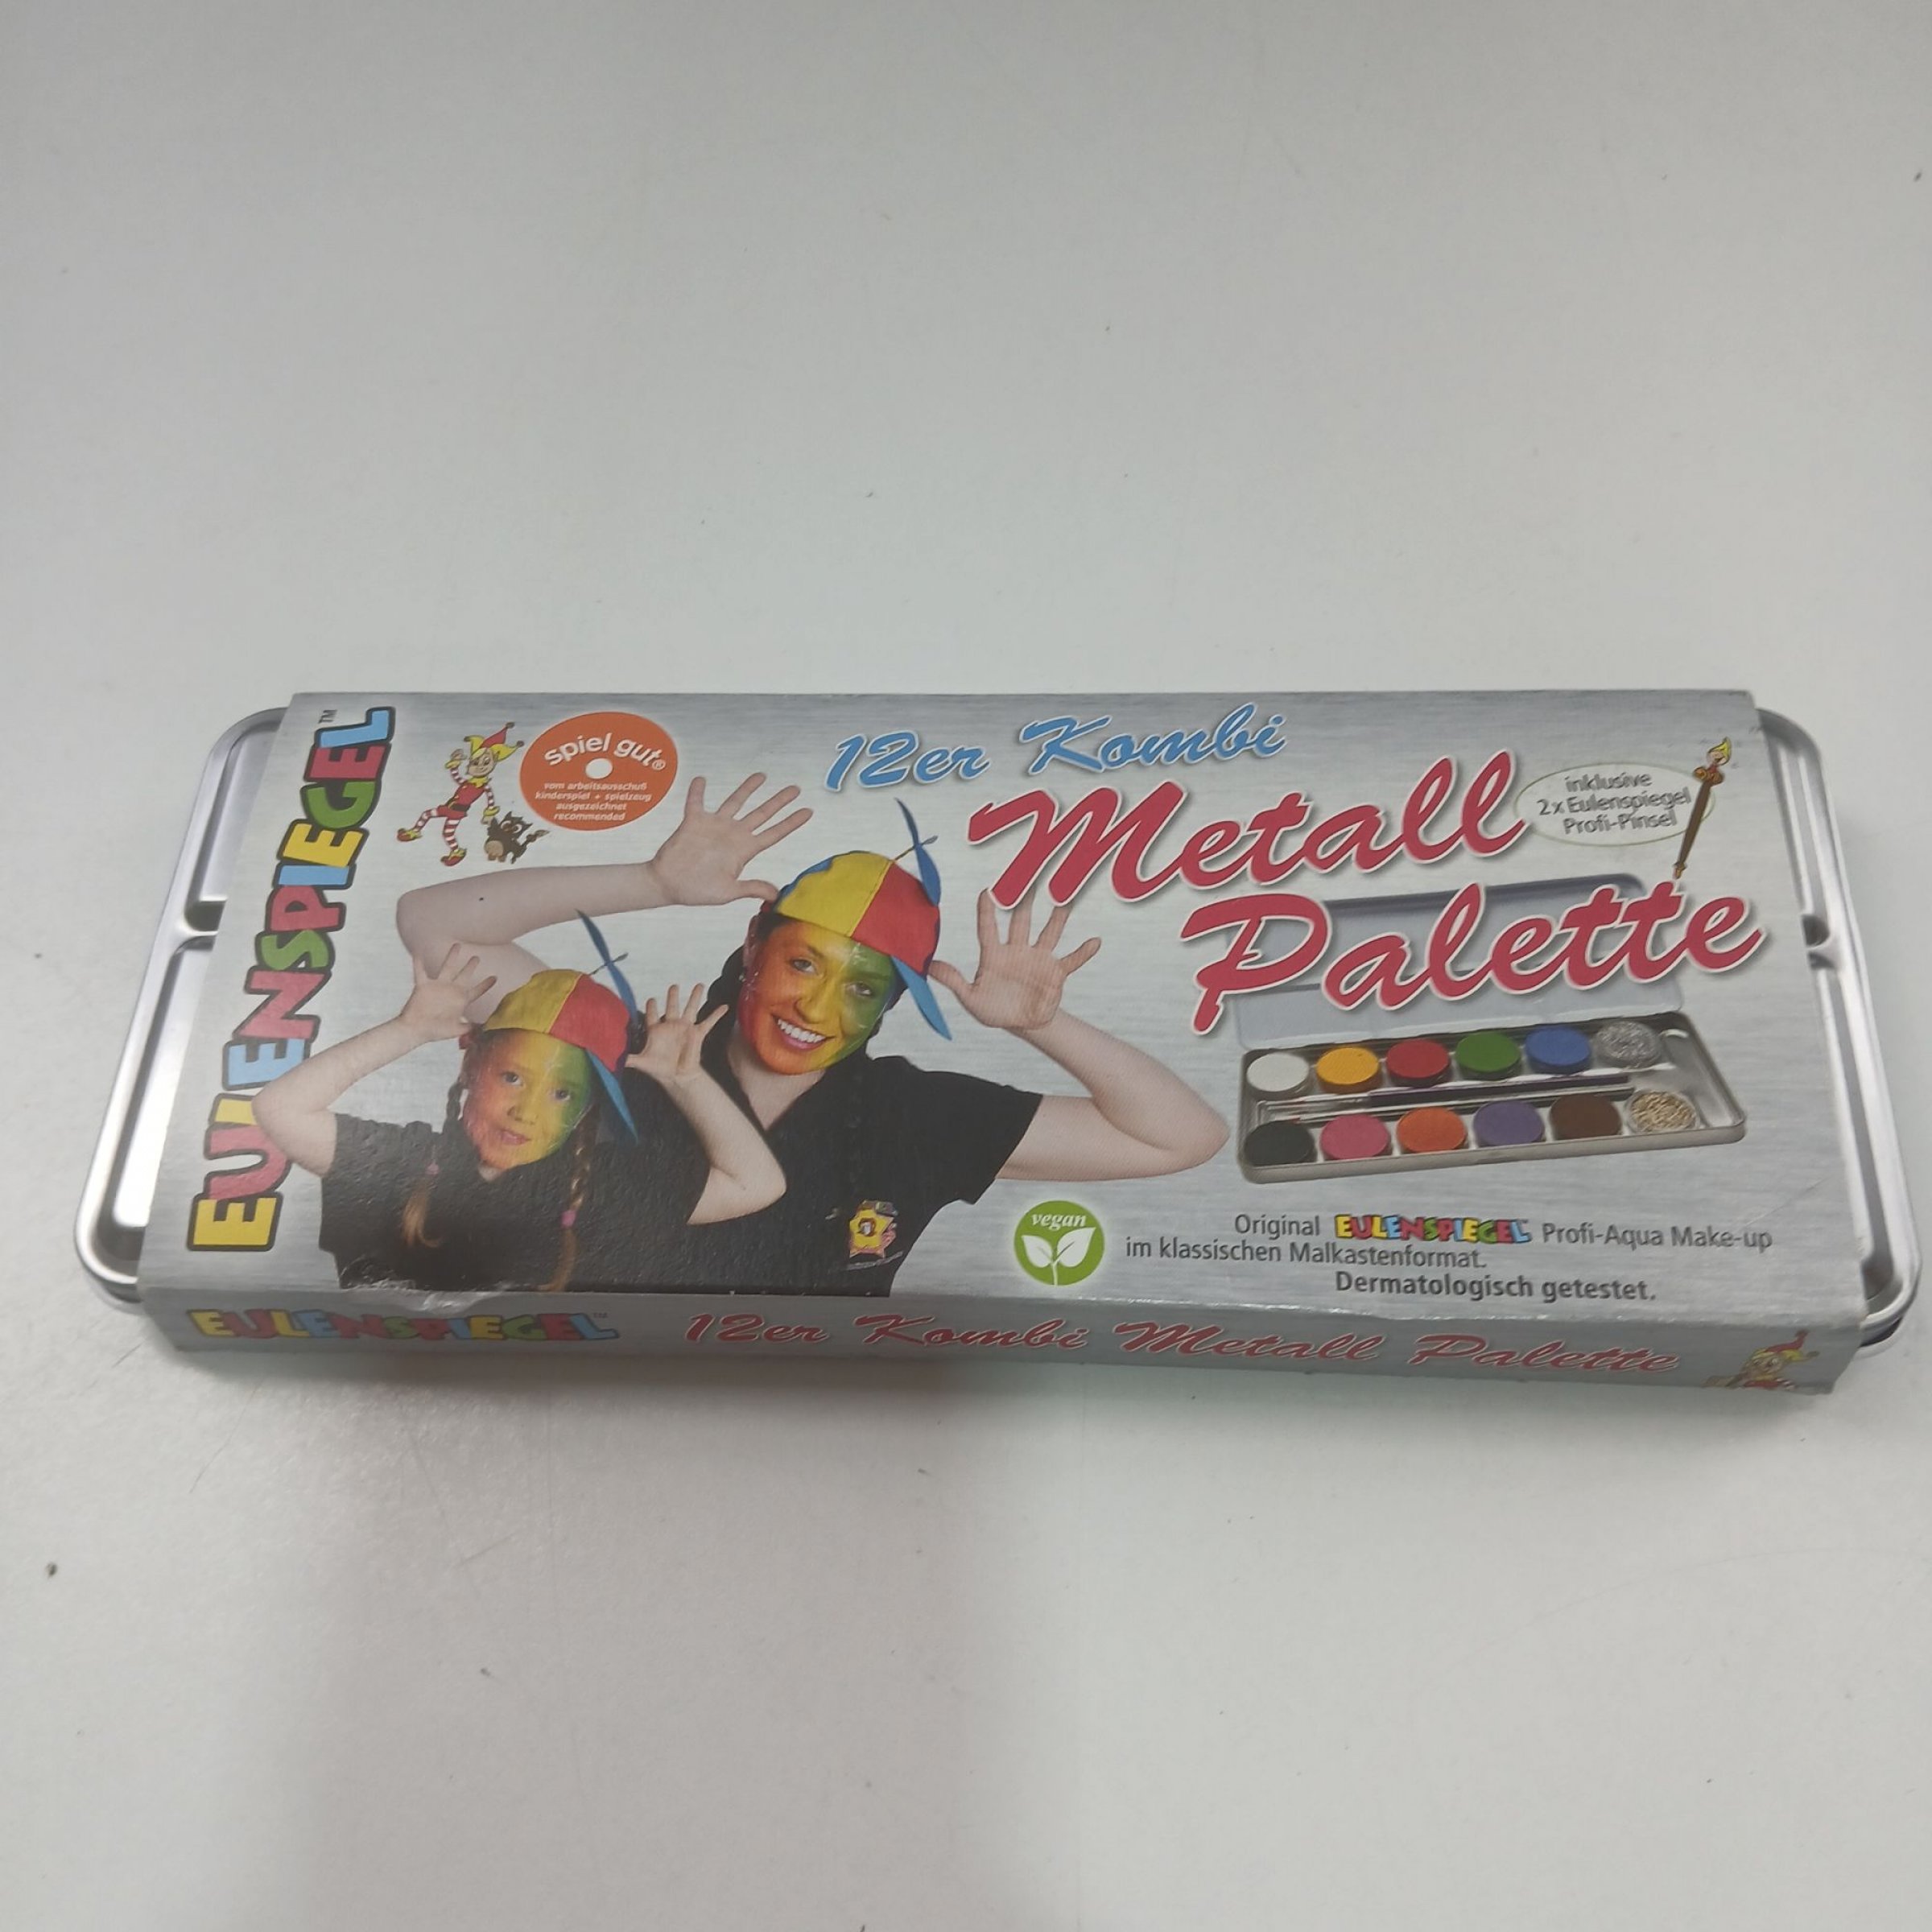 EULENSPIEGEL™
spiel gut®
vom arbeitsausschuß
kinderspiel + spielzeug
ausgezeichnet
recommended
12er Kombi
Metall
Palette
inklusive
2x Eulenspiegel
Profi-Pinsel
vegan
Original EULENSPIEGEL Profi-Aqua Make-up
im klassischen Malkastenformat.
Dermatologisch getestet.
EULENSPIEGEL™ 12er Kombi Metall Palette